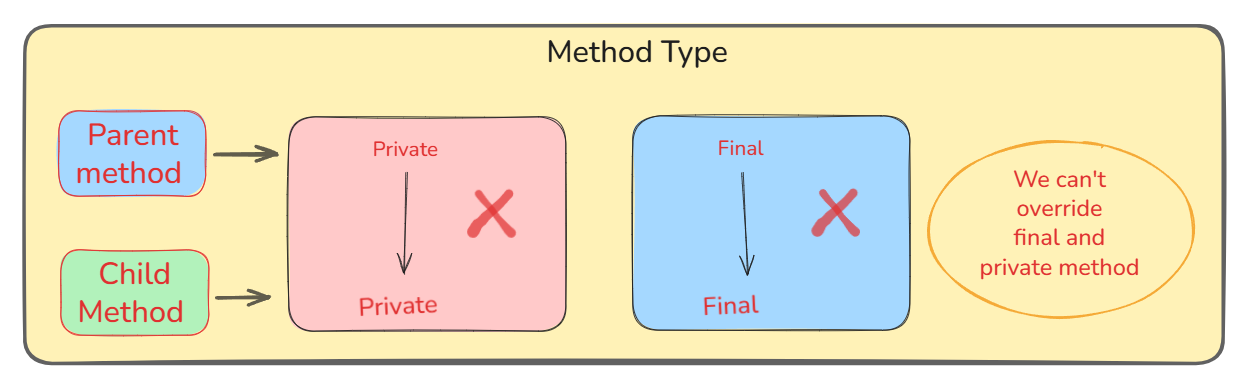 Method Type
Parent
method
Private
Final
We can't
override
final and
private method
Child
Method
Private
Final